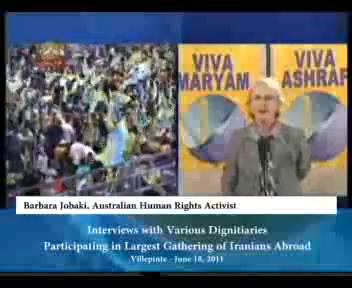 VIVA MARYAM
VIVA ASHRAF
Barbara Jobaki, Australian Human Rights Activist
Interviews with Various Dignitiaries
Participating in Largest Gathering of Iranians Abroad
Villepinte - June 18, 2011